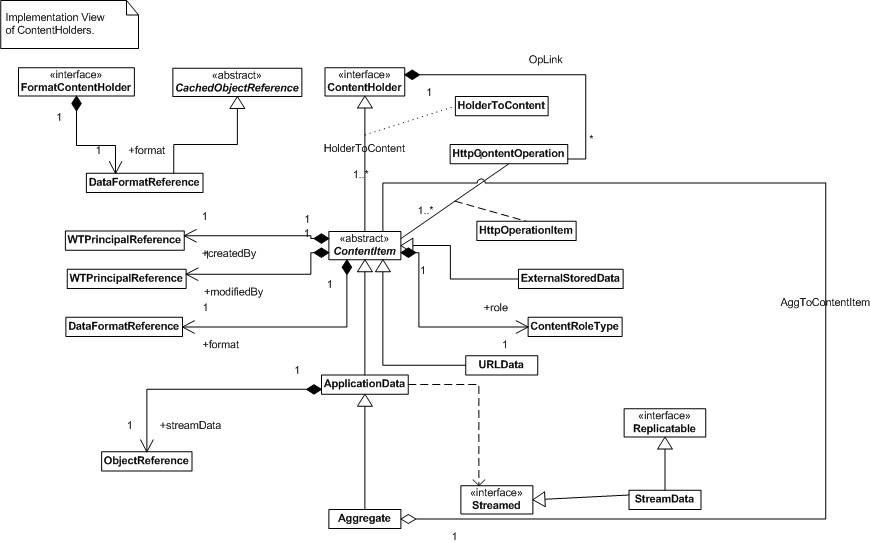 Implementation View
of ContentHolders.
OpLink
«interface»
FormatContentHolder
«abstract»
CachedObjectReference
«interface»
ContentHolder
1
HolderToContent
1
*
1
+format
HolderToContent
HttpContentOperation
1..*
DataFormatReference
1
1
1..*
HttpOperationItem
WTPrincipalReference
1
«abstract»
ContentItem
+createdBy
1
WTPrincipalReference
1
1
ExternalStoredData
+modifiedBy
AggToContentItem
1
+role
DataFormatReference
ContentRoleType
+format
1
URLData
1
ApplicationData
1
+streamData
«interface»
Replicatable
ObjectReference
«interface»
Streamed
StreamData
Aggregate
1